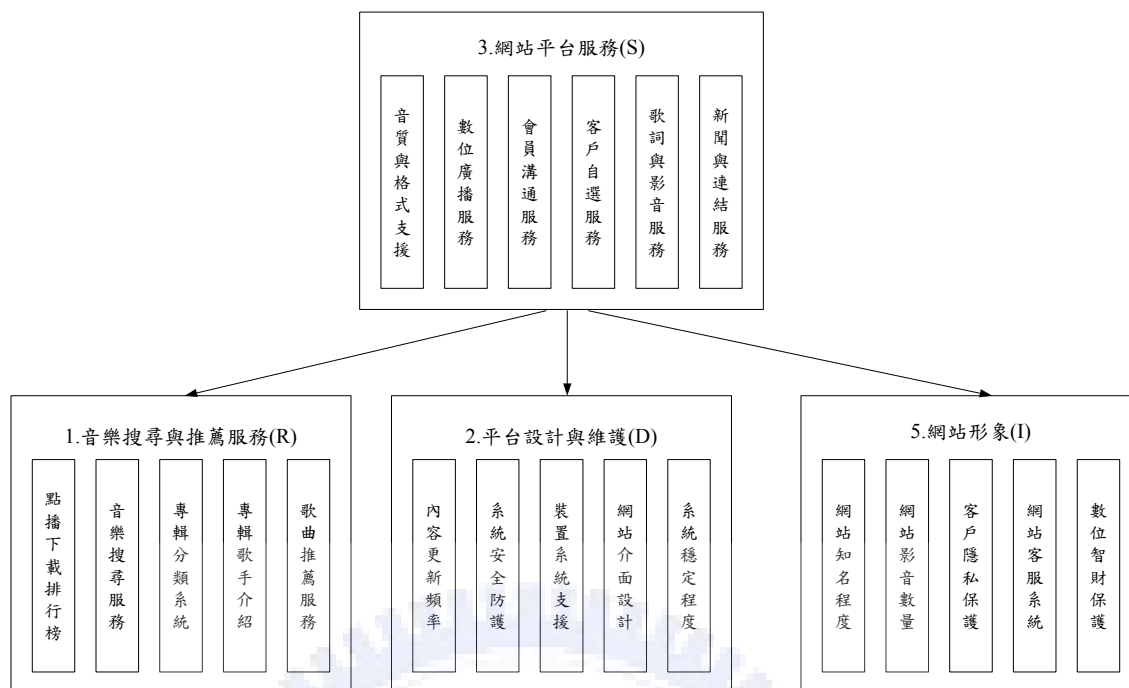 3.網站平台服務(S)
音質與格式支援
數位廣播服務
會員溝通服務
客戶自選服務
歌詞與影音服務
新聞與連結服務
1.音樂搜尋與推薦服務(R)
點播下載排行榜
音樂搜尋服務
專輯分類系統
專輯歌手介紹
歌曲推薦服務
2.平台設計與維護(D)
內容更新頻率
系統安全防護
裝置系統支援
網站介面設計
系統穩定程度
5.網站形象(I)
網站知名程度
網站影音數量
客戶隱私保護
網站客服系統
數位智財保護